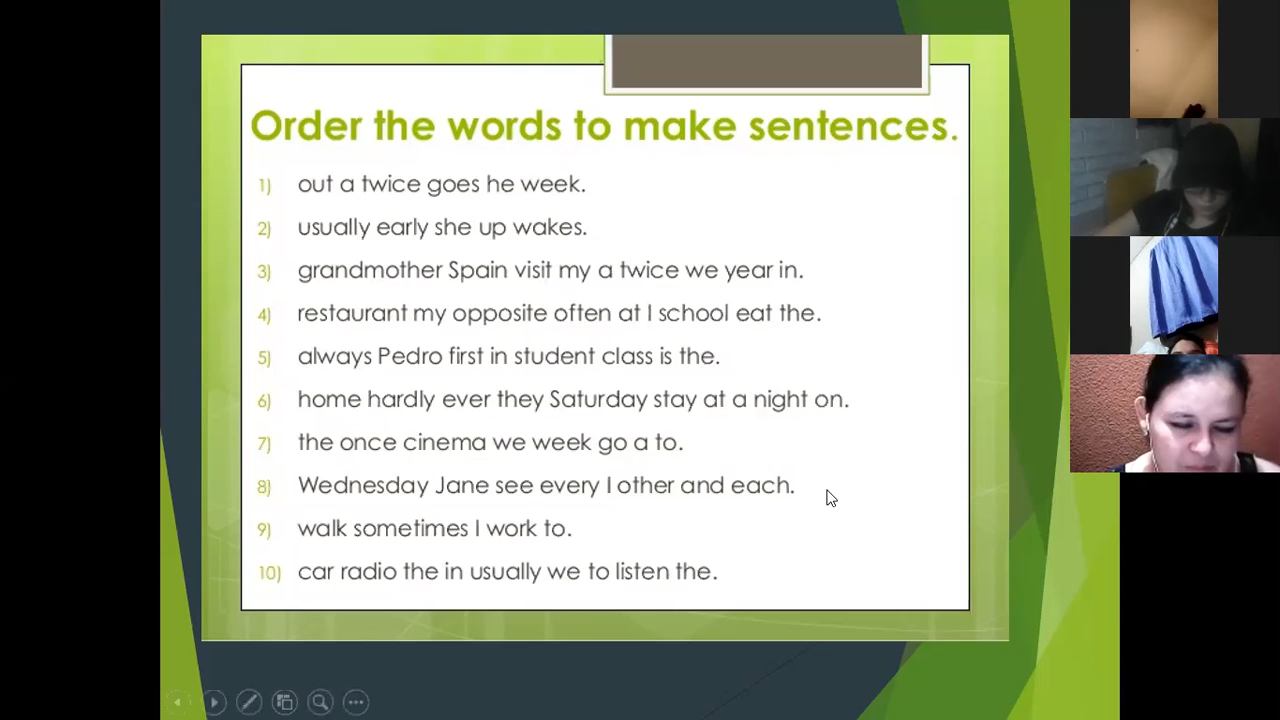 Order the words to make sentences.
1) out a twice goes he week.
2) usually early she up wakes.
3) grandmother Spain visit my a twice we year in.
4) restaurant my opposite often at I school eat the.
5) always Pedro first in student class is the.
6) home hardly ever they Saturday stay at a night on.
7) the once cinema we week go a to.
8) Wednesday Jane see every I other and each.
9) walk sometimes I work to.
10) car radio the in usually we to listen the.